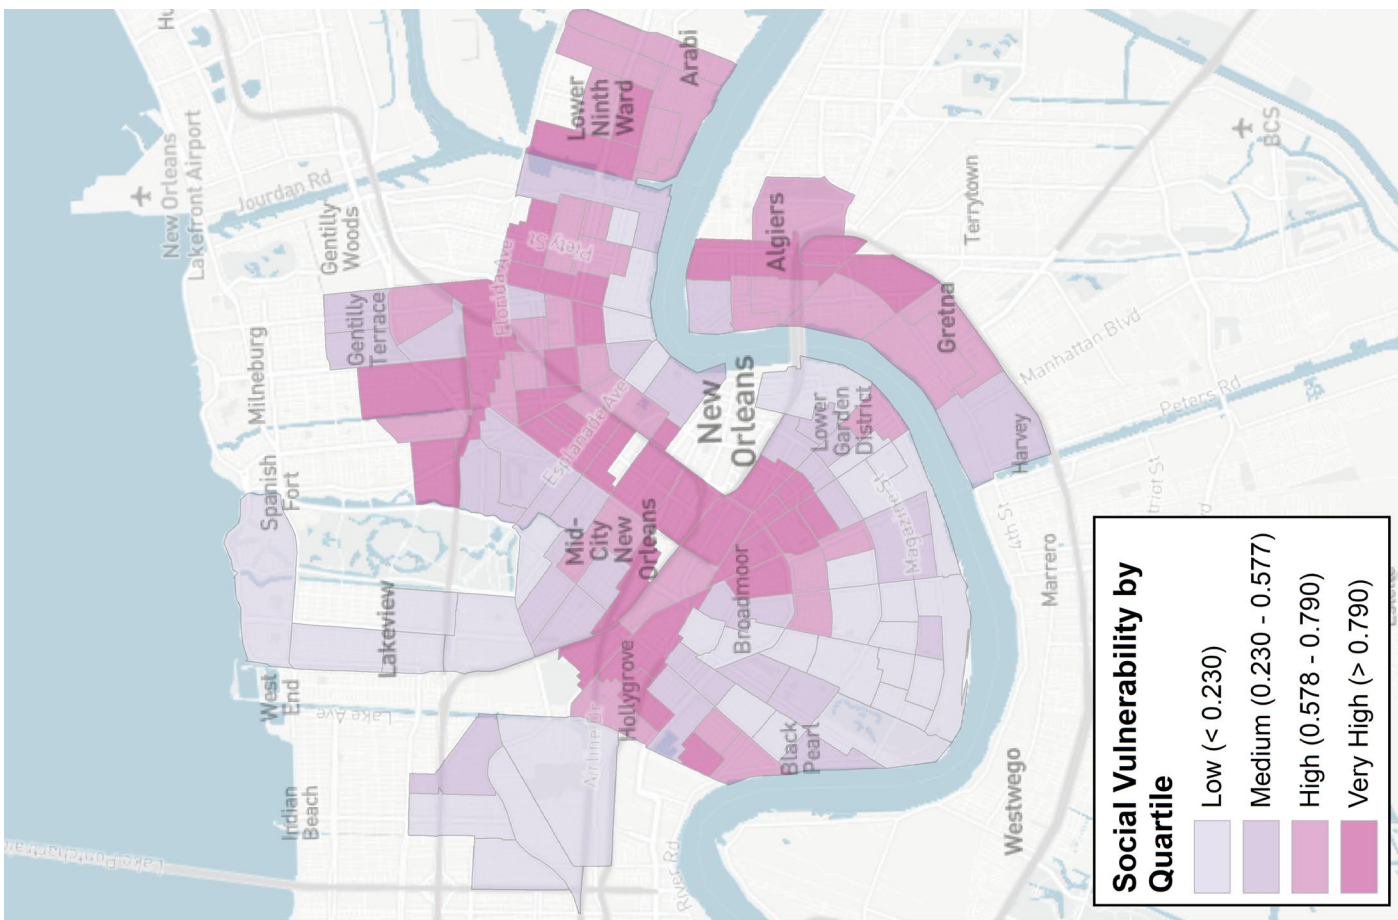 New Orleans
Lakefront Airport
Jourdan Rd
Gentilly
Woods
Milneburg
Gentilly
Terrace
Spanish
Fort
Lakeview
West
End
Lake Ave
Indian
Beach
Lower
Ninth
Ward
Arabi
Florida Ave
Piety St
Esplanade Ave
Mid-
City
New
Orleans
New
Orleans
Broadmoor
Hollygrove
Airline Dr
Black
Pearl
River Rd
Lower
Garden
District
Magazine St
Algiers
Gretna
Terrytown
BCS
Manhattan Blvd
Peters Rd
Harvey
4th St
Marrero
Westwego
Social Vulnerability by
Quartile
Low (< 0.230)
Medium (0.230 - 0.577)
High (0.578 - 0.790)
Very High (> 0.790)